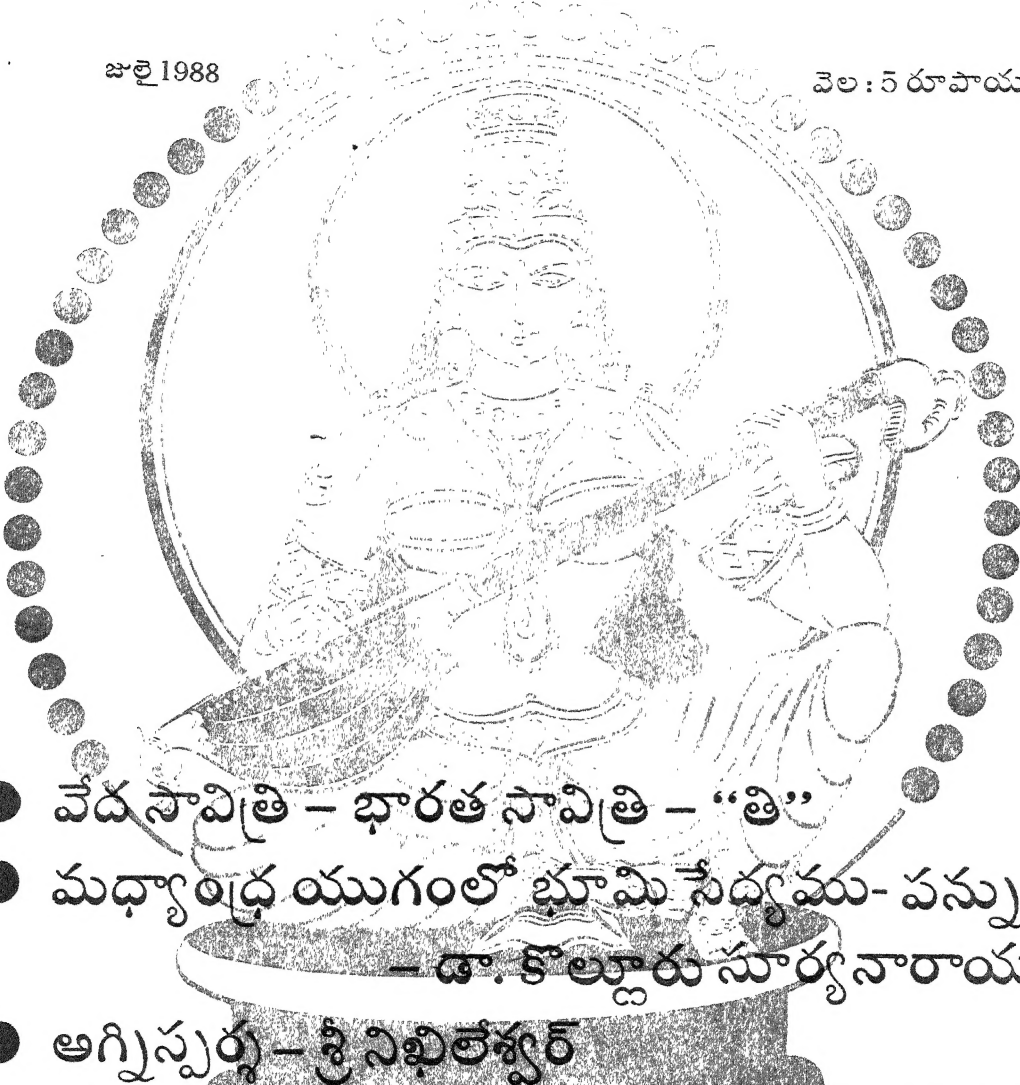 జులై 1988
వెల : 5 రూపాయ
వేద సావిత్రి – భారత సావిత్రి – “తి”
మధ్యాంధ్ర యుగంలో భూమి సేద్యము- పన్ను
– డా. కొల్లూరు సూర్యనారాయ
అగ్నిస్పర్శ – శ్రీ నిఖిలేశ్వర్